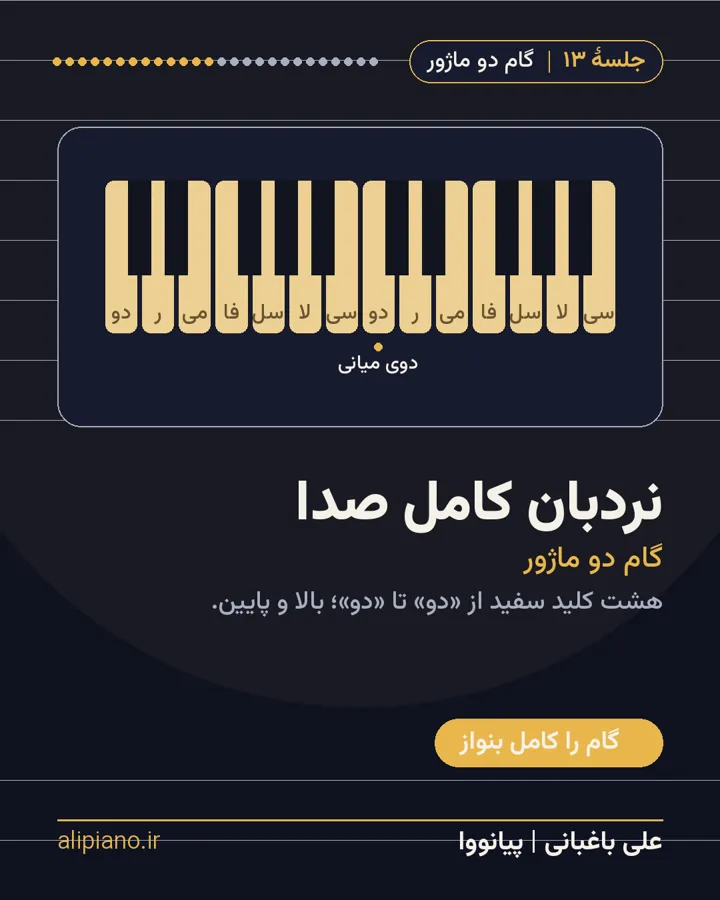 جلسهٔ ۱۳ | گام دو ماژور
دو ر می فا سل لا سی دو ر می فا سل لا سی
دوی میانی
نردبان کامل صدا
گام دو ماژور
هشت کلید سفید از «دو» تا «دو»؛ بالا و پایین.
گام را کامل بنواز
علی باغبانی | پیانووا
alipiano.ir